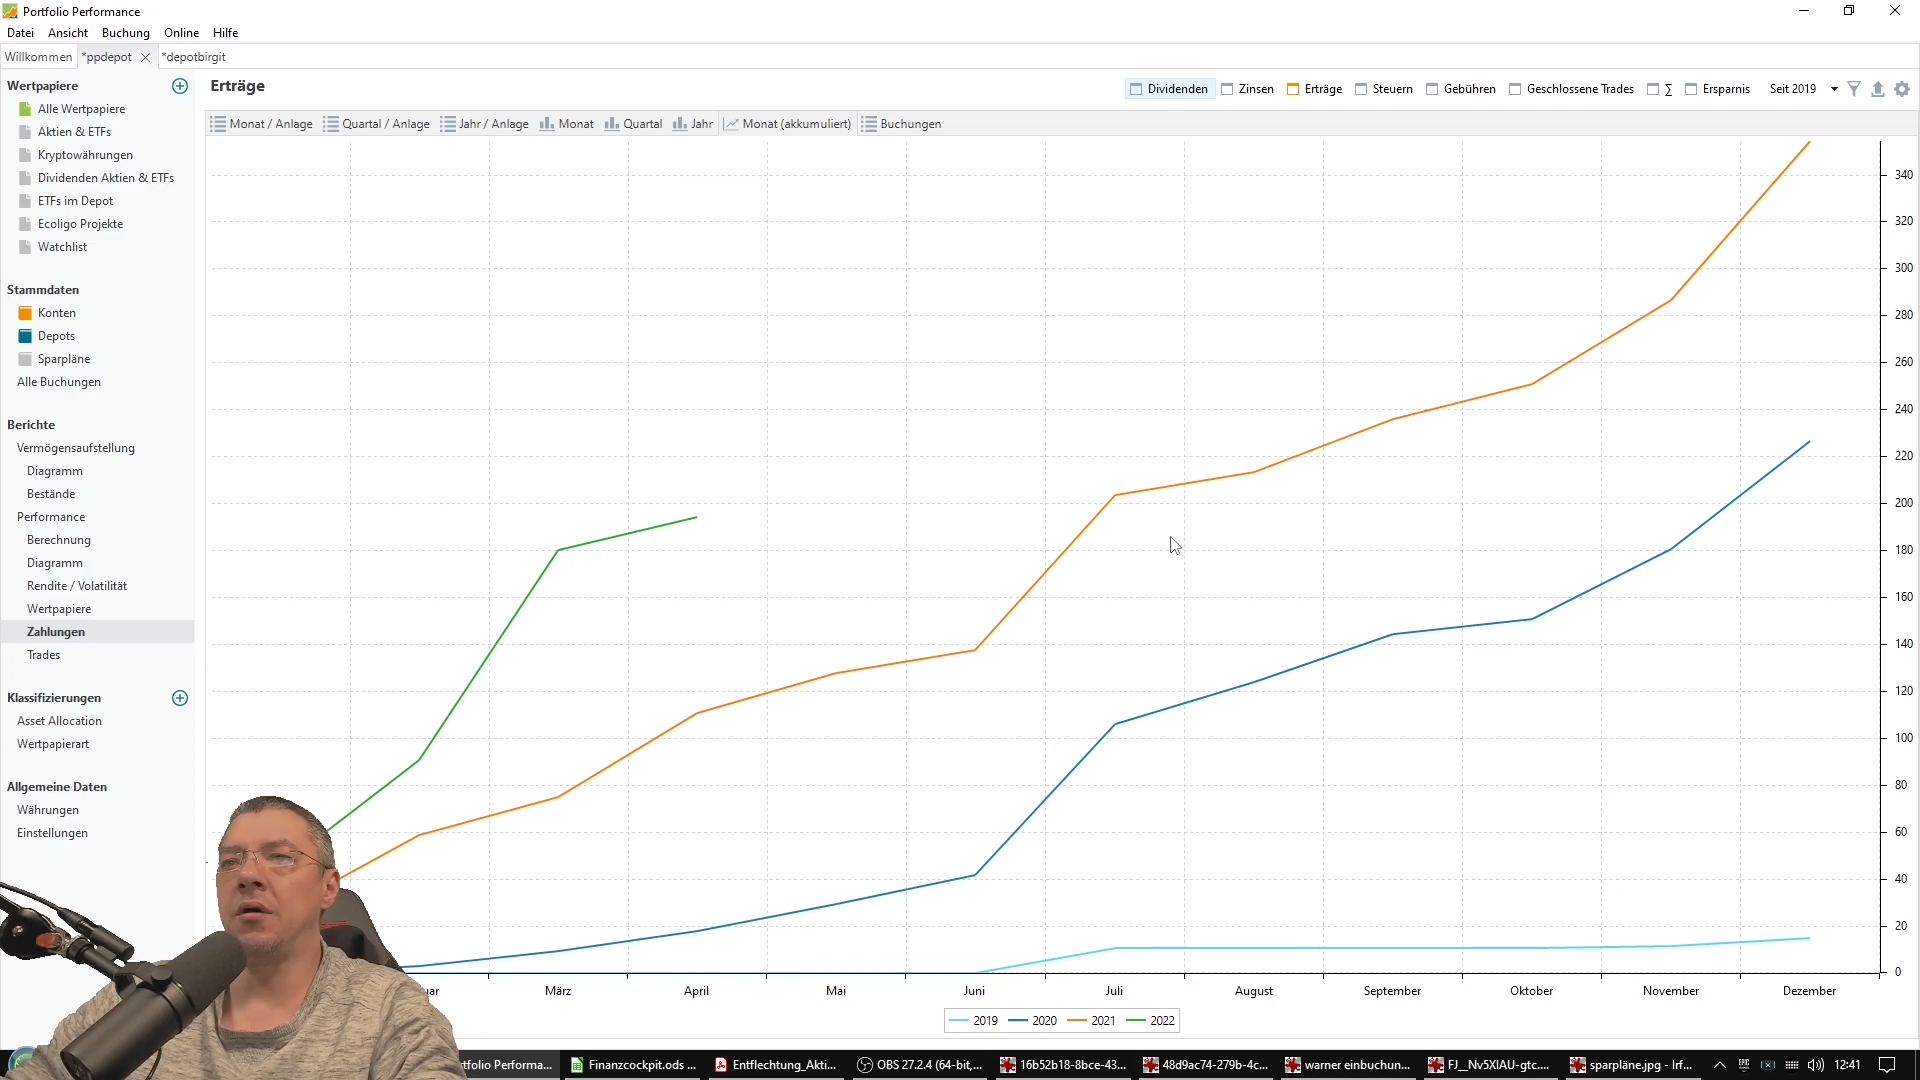 Portfolio Performance
Datei Ansicht Buchung Online Hilfe
Willkommen *ppdepot *depotbirgit
Wertpapiere
Alle Wertpapiere
Aktien & ETFs
Kryptowährungen
Dividenden Aktien & ETFs
ETFs im Depot
Ecoligo Projekte
Watchlist
Stammdaten
Konten
Depots
Sparpläne
Alle Buchungen
Berichte
Vermögensaufstellung
Diagramm
Bestände
Performance
Berechnung
Diagramm
Rendite / Volatilität
Wertpapiere
Zahlungen
Trades
Klassifizierungen
Asset Allocation
Wertpapierart
Allgemeine Daten
Währungen
Einstellungen
Erträge
Dividenden Zinsen Erträge Steuern Gebühren Geschlossene Trades ∑ Ersparnis Seit 2019
Monat / Anlage Quartal / Anlage Jahr / Anlage Monat Quartal Jahr Monat (akkumuliert) Buchungen
340
320
300
280
260
240
220
200
180
160
140
120
100
80
60
40
20
0
uar März April Mai Juni Juli August September Oktober November Dezember
2019 2020 2021 2022
tfolio Performa... Finanzcockpit.ods ... Entflechtung_Akti... OBS 27.2.4 (64-bit,... 16b52b18-8bce-43... 48d9ac74-279b-4c... warner einbuchun... FJ__Nv5XIAU-gtc.... sparpläne.jpg - Irf... 12:41